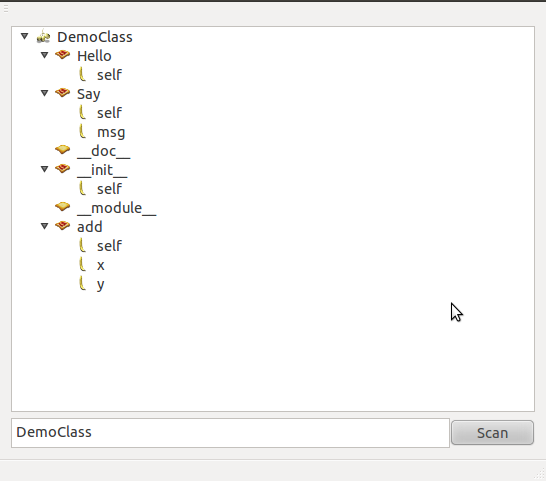 DemoClass
Hello
self
Say
self
msg
__doc__
__init__
self
__module__
add
self
x
y
DemoClass
Scan